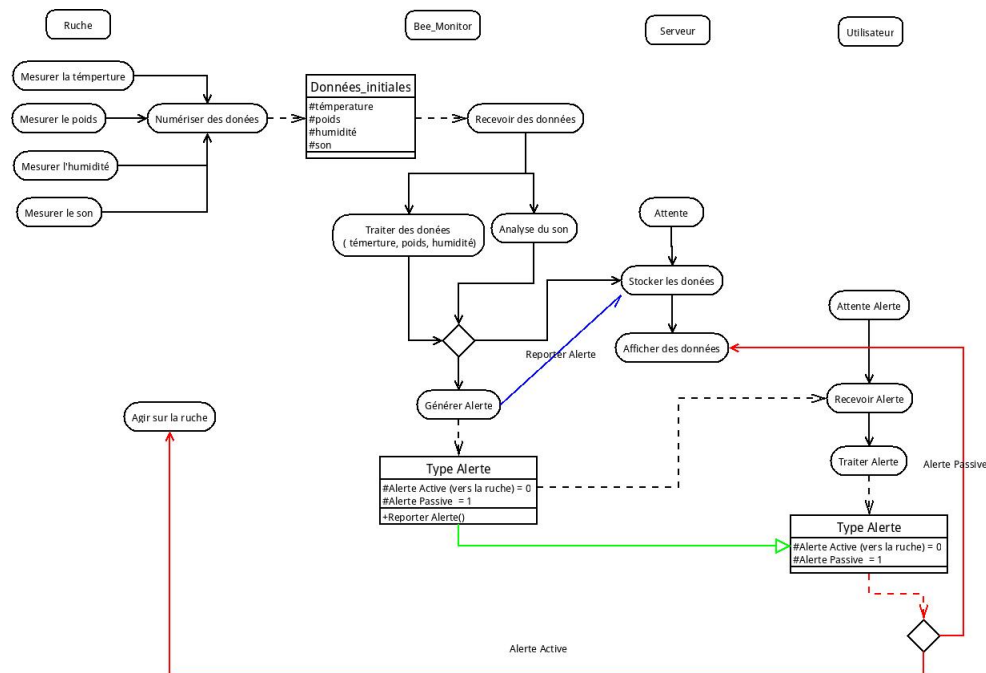 Ruche
Bee_Monitor
Serveur
Utilisateur
Mesurer la témperture
Mesurer le poids
Mesurer l'humidité
Mesurer le son
Numériser des donées
Données_initiales
#témperature
#poids
#humidité
#son
Recevoir des données
Traiter des donées
( témerture, poids, humidité)
Analyse du son
Attente
Stocker les donées
Afficher des données
Reporter Alerte
Générer Alerte
Agir sur la ruche
Type Alerte
#Alerte Active (vers la ruche) = 0
#Alerte Passive = 1
+Reporter Alerte()
Attente Alerte
Recevoir Alerte
Traiter Alerte
Alerte Passive
Type Alerte
#Alerte Active (vers la ruche) = 0
#Alerte Passive = 1
Alerte Active